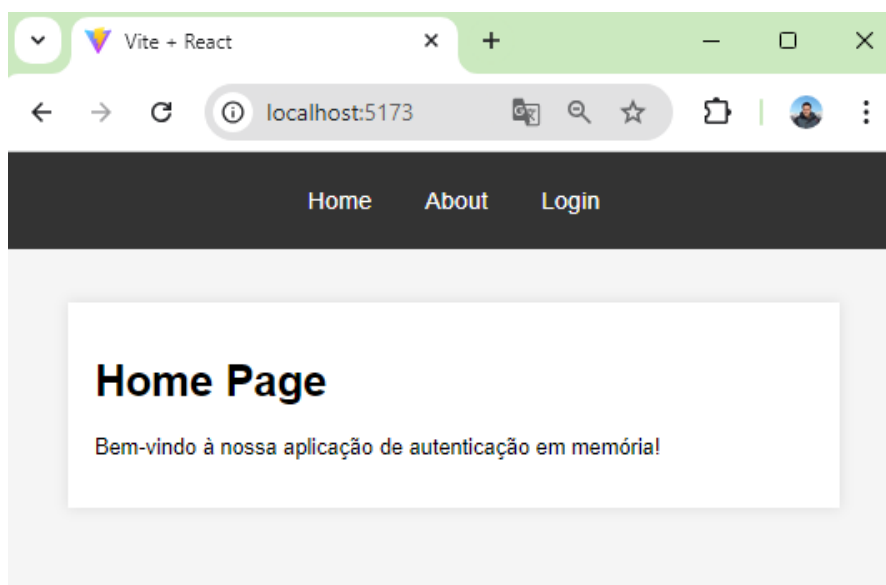 Vite + React
localhost:5173
Home About Login
Home Page
Bem-vindo à nossa aplicação de autenticação em memória!